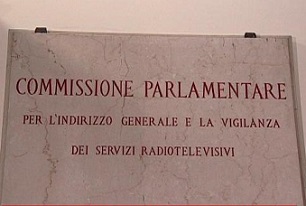 COMMISSIONE PARLAMENTARE
PER L'INDIRIZZO GENERALE E LA VIGILANZA
DEI SERVIZI RADIOTELEVISIVI